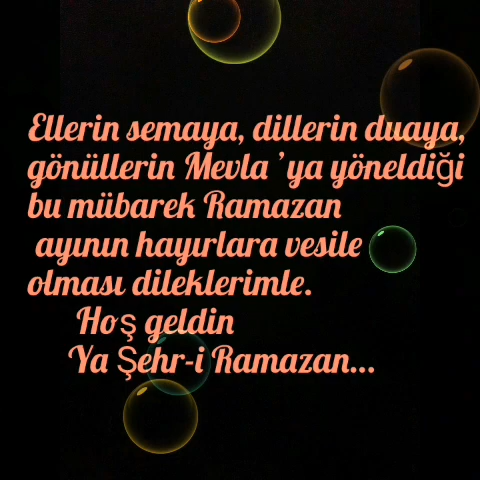 Ellerin semaya, dillerin duaya,
gönüllerin Mevla 'ya yöneldiği
bu mübarek Ramazan
ayının hayırlara vesile
olması dileklerimle.
Hoş geldin
Ya Şehr-i Ramazan...